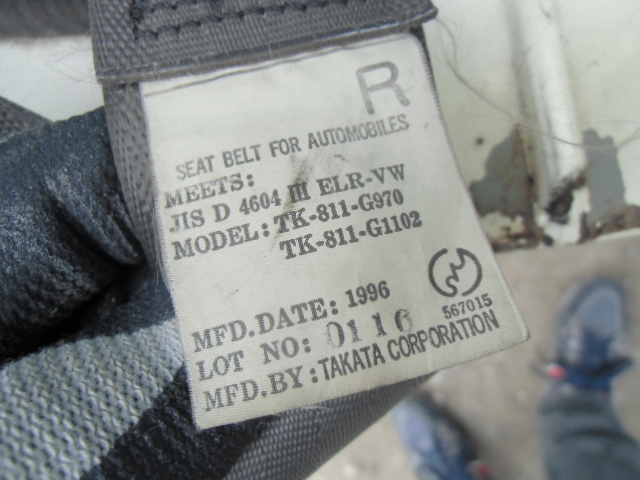 R
SEAT BELT FOR AUTOMOBILES
MEETS:
JIS D 4604 III ELR-VW
MODEL: TK-811-G970
TK-811-G1102
567015
MFD.DATE: 1996
LOT NO: 0116
MFD.BY: TAKATA CORPORATION